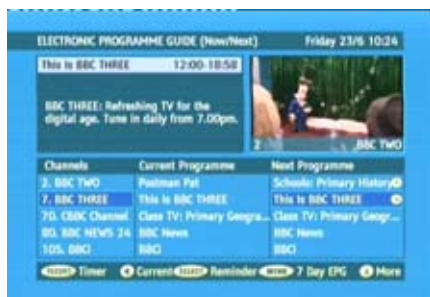 ELECTRONIC PROGRAMME GUIDE (Now/Next) Friday 23/6 10:24
This is BBC THREE 12:00-18:58
BBC THREE: Refreshing TV for the
digital age. Tune in daily from 7.00pm.
2 BBC TWO
Channels Current Programme Next Programme
2. BBC TWO Postman Pat Schools: Primary History
7. BBC THREE This is BBC THREE This is BBC THREE
70. CBBC Channel Class TV: Primary Geogra... Class TV: Primary Geogr...
80. BBC NEWS 24 BBC News BBC News
105. BBCi BBCi BBCi
Timer Current SELECT Reminder MENU 7 Day EPG i More